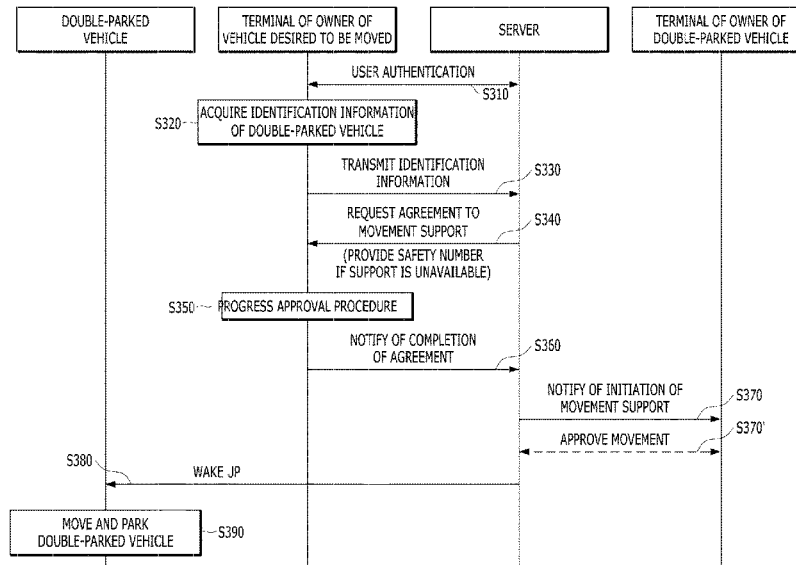 DOUBLE-PARKED
VEHICLE
TERMINAL OF OWNER OF
VEHICLE DESIRED TO BE MOVED
SERVER
TERMINAL OF OWNER OF
DOUBLE-PARKED VEHICLE
USER AUTHENTICATION
S310
S320
ACQUIRE IDENTIFICATION INFORMATION
OF DOUBLE-PARKED VEHICLE
TRANSMIT IDENTIFICATION
INFORMATION
S330
REQUEST AGREEMENT TO
MOVEMENT SUPPORT
S340
(PROVIDE SAFETY NUMBER
IF SUPPORT IS UNAVAILABLE)
S350
PROGRESS APPROVAL PROCEDURE
NOTIFY OF COMPLETION
OF AGREEMENT
S360
NOTIFY OF INITIATION OF
MOVEMENT SUPPORT
S370
APPROVE MOVEMENT
S370'
S380
WAKE JP
MOVE AND PARK
DOUBLE-PARKED VEHICLE
S390